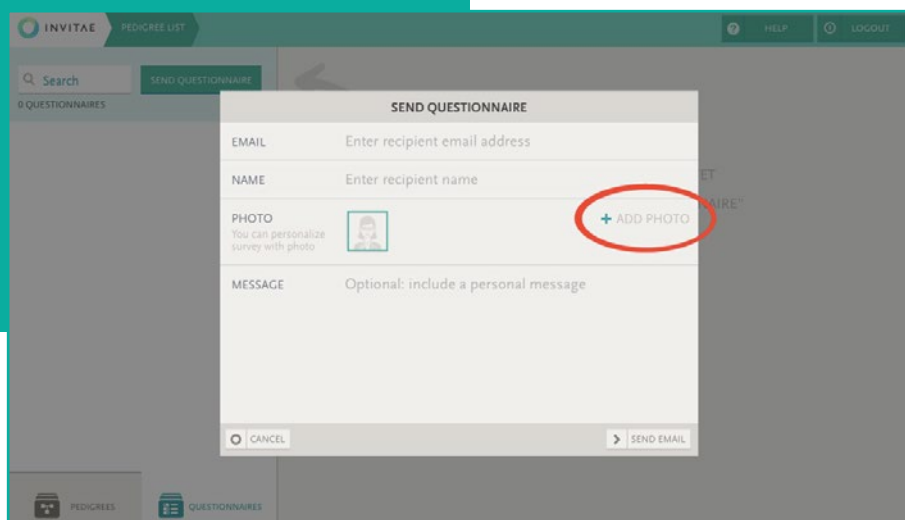 INVITAE
PEDIGREE LIST
HELP
LOGOUT
Search
SEND QUESTIONNAIRE
0 QUESTIONNAIRES
SEND QUESTIONNAIRE
EMAIL
Enter recipient email address
NAME
Enter recipient name
ET
NAIRE"
PHOTO
You can personalize
survey with photo
+ ADD PHOTO
MESSAGE
Optional: include a personal message
CANCEL
SEND EMAIL
PEDIGREES
QUESTIONNAIRES